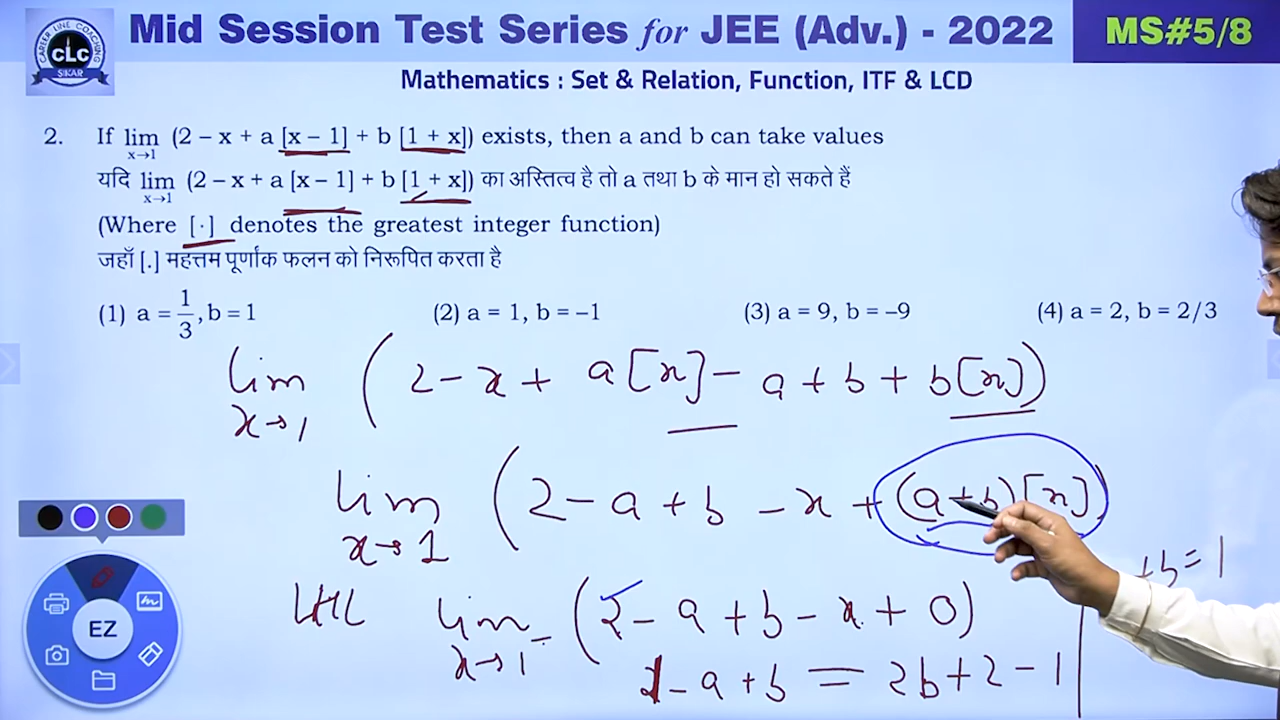 CAREER LINE COACHING
CLC
SIKAR
Mid Session Test Series for JEE (Adv.) - 2022
MS#5/8
Mathematics : Set & Relation, Function, ITF & LCD
2. If lim x→1 (2 – x + a [x – 1] + b [1 + x]) exists, then a and b can take values
यदि lim x→1 (2 – x + a [x – 1] + b [1 + x]) का अस्तित्व है तो a तथा b के मान हो सकते हैं
(Where [·] denotes the greatest integer function)
जहाँ [.] महत्तम पूर्णांक फलन को निरूपित करता है
(1) a = 1/3, b = 1 (2) a = 1, b = –1 (3) a = 9, b = –9 (4) a = 2, b = 2/3
lim x→1 (2 - x + a[x] - a + b + b[x])
lim x→1 (2 - a + b - x + (a+b)[x])
+b = 1
LHL lim x→1⁻ (2 - a + b - x + 0)
1 - a + b = 2b + 2 - 1
EZ